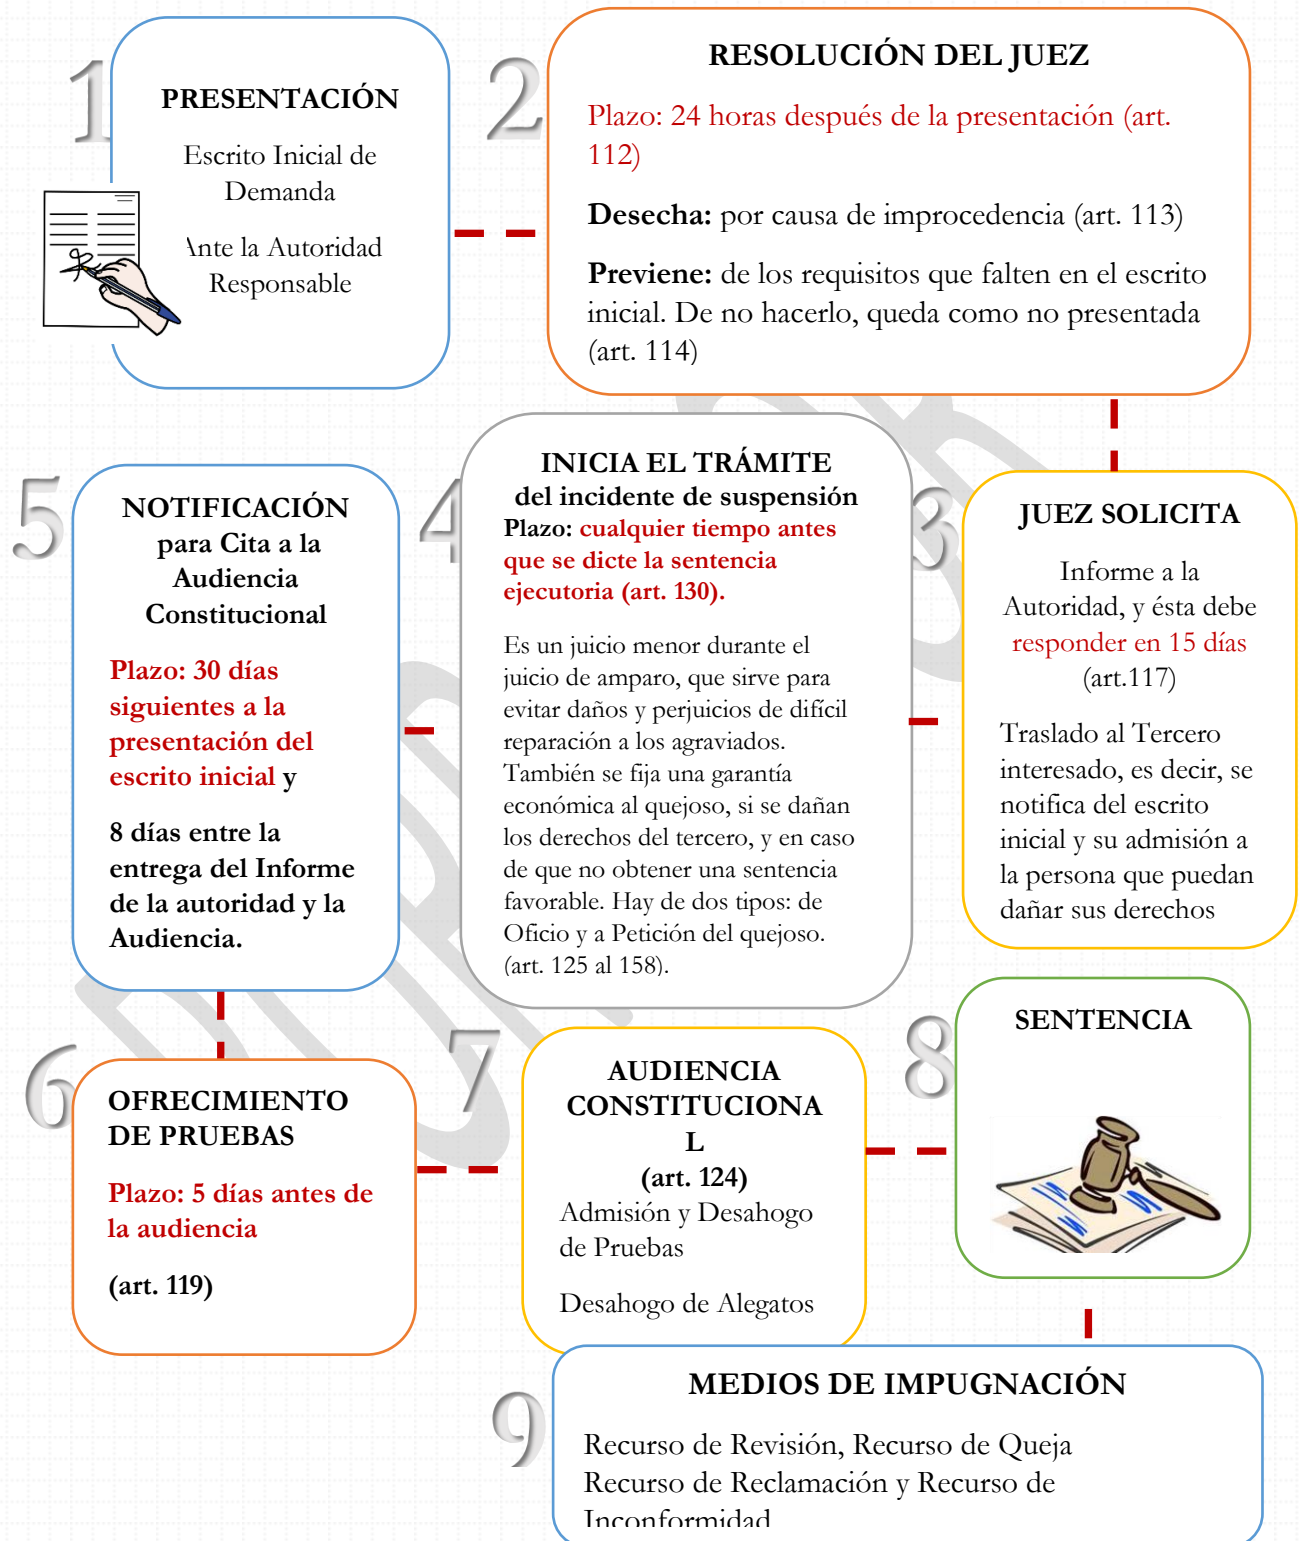 1
PRESENTACIÓN
Escrito Inicial de
Demanda
Ante la Autoridad
Responsable
2
RESOLUCIÓN DEL JUEZ
Plazo: 24 horas después de la presentación (art.
112)
Desecha: por causa de improcedencia (art. 113)
Previene: de los requisitos que falten en el escrito
inicial. De no hacerlo, queda como no presentada
(art. 114)
3
JUEZ SOLICITA
Informe a la
Autoridad, y ésta debe
responder en 15 días
(art.117)
Traslado al Tercero
interesado, es decir, se
notifica del escrito
inicial y su admisión a
la persona que puedan
dañar sus derechos
4
INICIA EL TRÁMITE
del incidente de suspensión
Plazo: cualquier tiempo antes
que se dicte la sentencia
ejecutoria (art. 130).
Es un juicio menor durante el
juicio de amparo, que sirve para
evitar daños y perjuicios de difícil
reparación a los agraviados.
También se fija una garantía
económica al quejoso, si se dañan
los derechos del tercero, y en caso
de que no obtener una sentencia
favorable. Hay de dos tipos: de
Oficio y a Petición del quejoso.
(art. 125 al 158).
5
NOTIFICACIÓN
para Cita a la
Audiencia
Constitucional
Plazo: 30 días
siguientes a la
presentación del
escrito inicial y
8 días entre la
entrega del Informe
de la autoridad y la
Audiencia.
6
OFRECIMIENTO
DE PRUEBAS
Plazo: 5 días antes de
la audiencia
(art. 119)
7
AUDIENCIA
CONSTITUCIONA
L
(art. 124)
Admisión y Desahogo
de Pruebas
Desahogo de Alegatos
8
SENTENCIA
9
MEDIOS DE IMPUGNACIÓN
Recurso de Revisión, Recurso de Queja
Recurso de Reclamación y Recurso de
Inconformidad